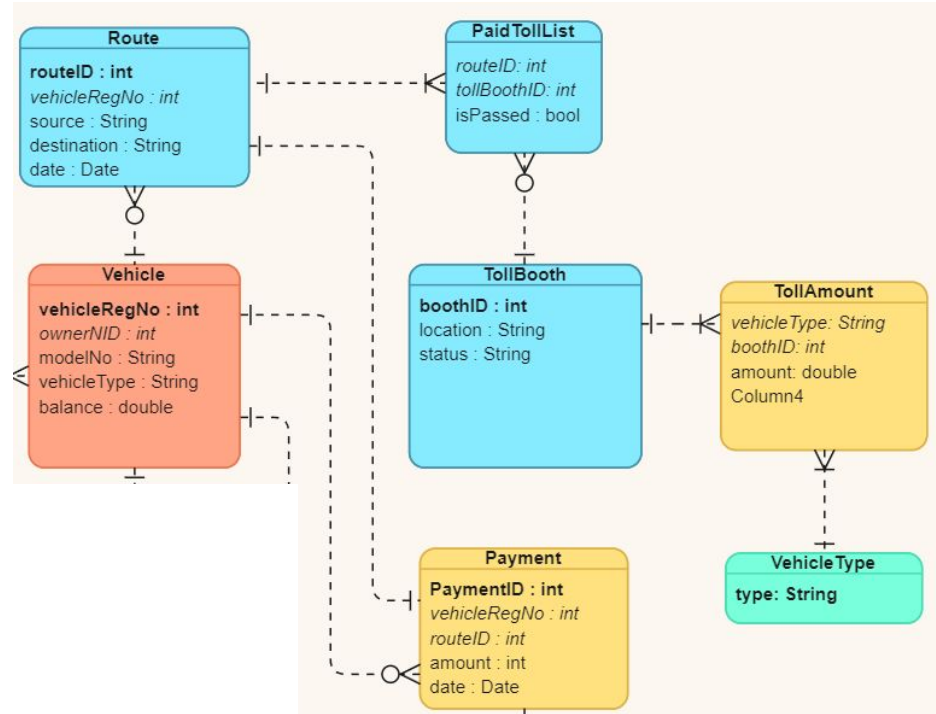 Route
routeID : int
vehicleRegNo : int
source : String
destination : String
date : Date
PaidTollList
routeID: int
tollBoothID: int
isPassed : bool
Vehicle
vehicleRegNo : int
ownerNID : int
modelNo : String
vehicleType : String
balance : double
TollBooth
boothID : int
location : String
status : String
TollAmount
vehicleType: String
boothID: int
amount: double
Column4
Payment
PaymentID : int
vehicleRegNo : int
routeID : int
amount : int
date : Date
VehicleType
type: String